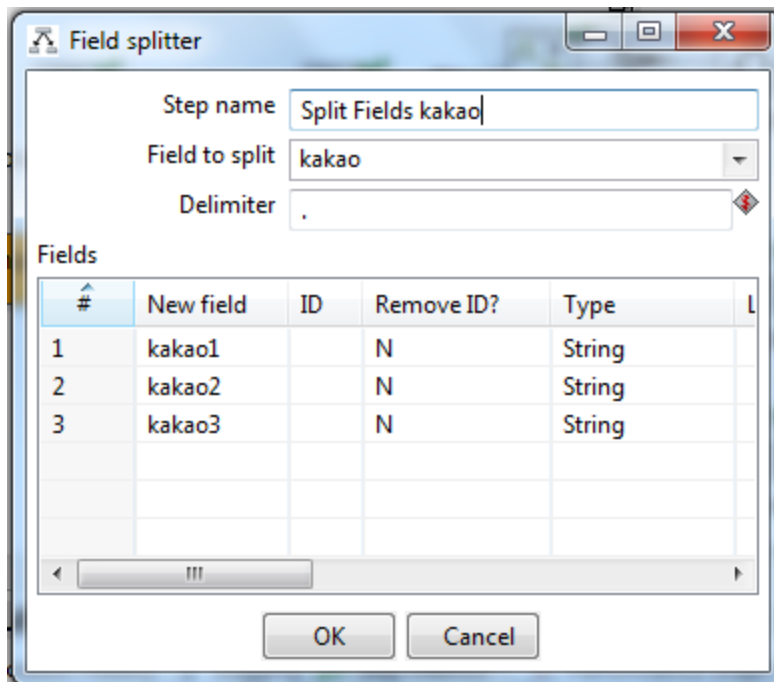 Field splitter
Step name Split Fields kakao
Field to split kakao
Delimiter .
Fields
# New field ID Remove ID? Type L
1 kakao1 N String
2 kakao2 N String
3 kakao3 N String
OK Cancel